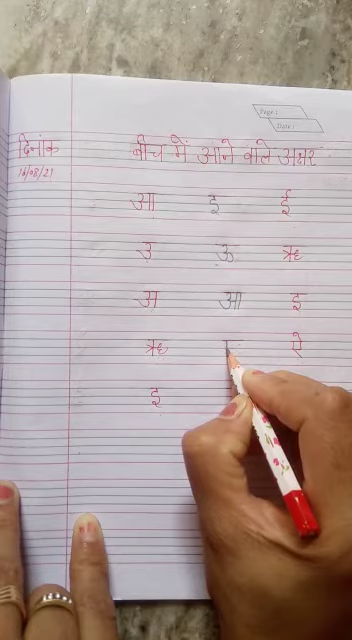 Page :
Date :
दिनांक बीच में आने वाले अक्षर
16/08/21
आ इ ई
उ ऊ ऋ
अ आ इ
ऋ ऐ
इ